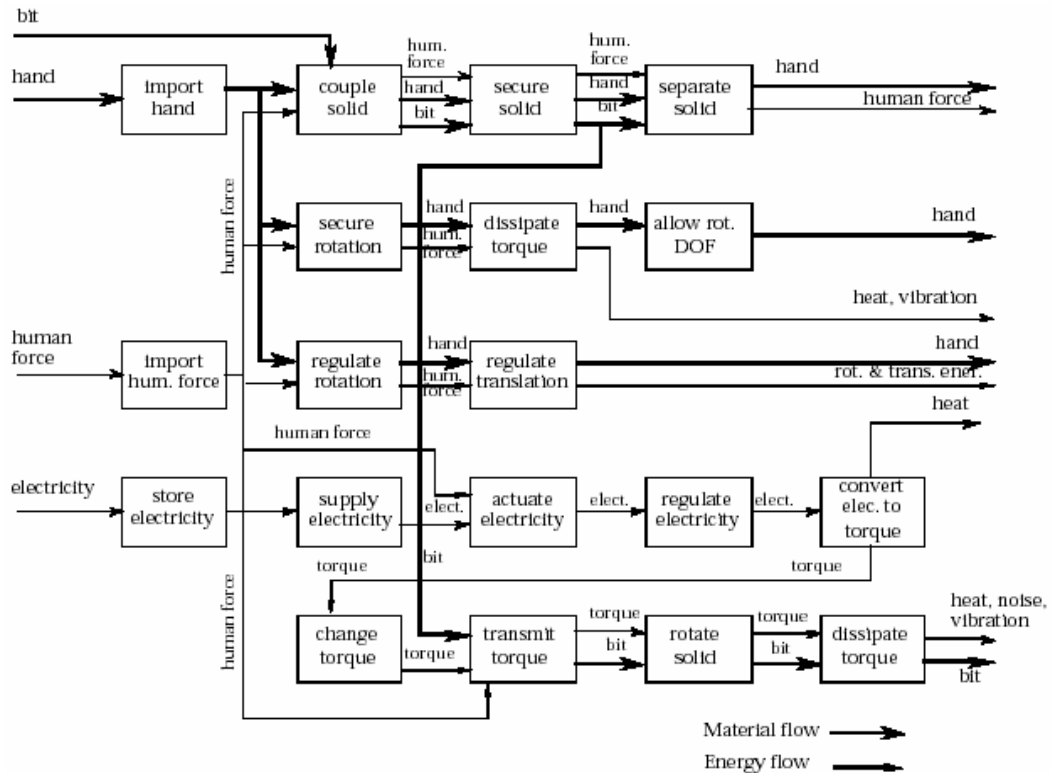 bit
hand
import
hand
couple
solid
hum.
force
hand
bit
secure
solid
hum.
force
hand
bit
separate
solid
hand
human force
human force
secure
rotation
hand
hum.
force
dissipate
torque
hand
allow rot.
DOF
hand
heat, vibration
human
force
import
hum. force
regulate
rotation
hand
hum.
force
regulate
translation
hand
rot. & trans. ener.
heat
human force
electricity
store
electricity
supply
electricity
elect.
actuate
electricity
elect.
regulate
electricity
elect.
convert
elec. to
torque
bit
torque
torque
human force
change
torque
torque
transmit
torque
torque
bit
rotate
solid
torque
bit
dissipate
torque
heat, noise,
vibration
bit
Material flow
Energy flow